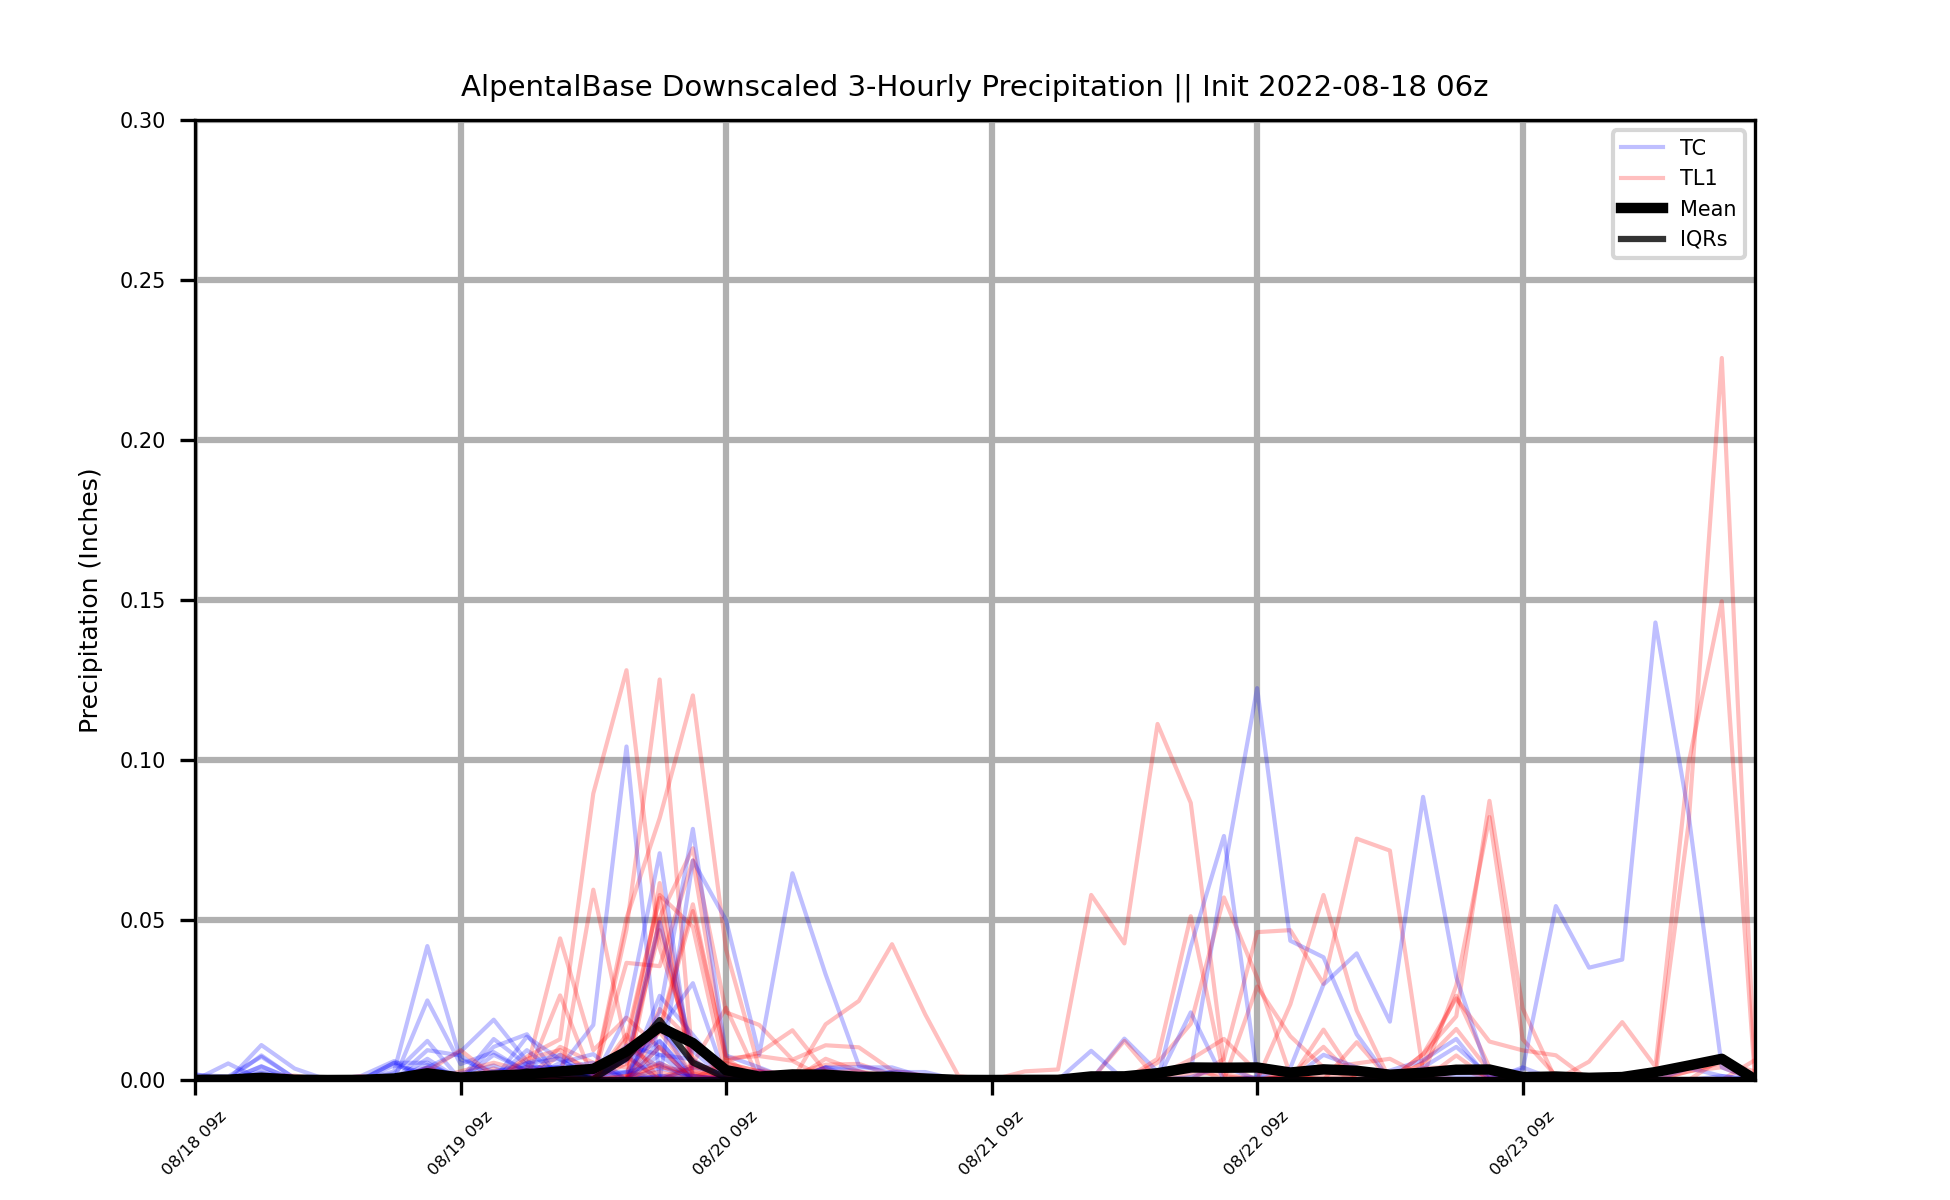 AlpentalBase Downscaled 3-Hourly Precipitation || Init 2022-08-18 06z
TC
TL1
Mean
IQRs
Precipitation (Inches)
0.30
0.25
0.20
0.15
0.10
0.05
0.00
08/18 09z
08/19 09z
08/20 09z
08/21 09z
08/22 09z
08/23 09z